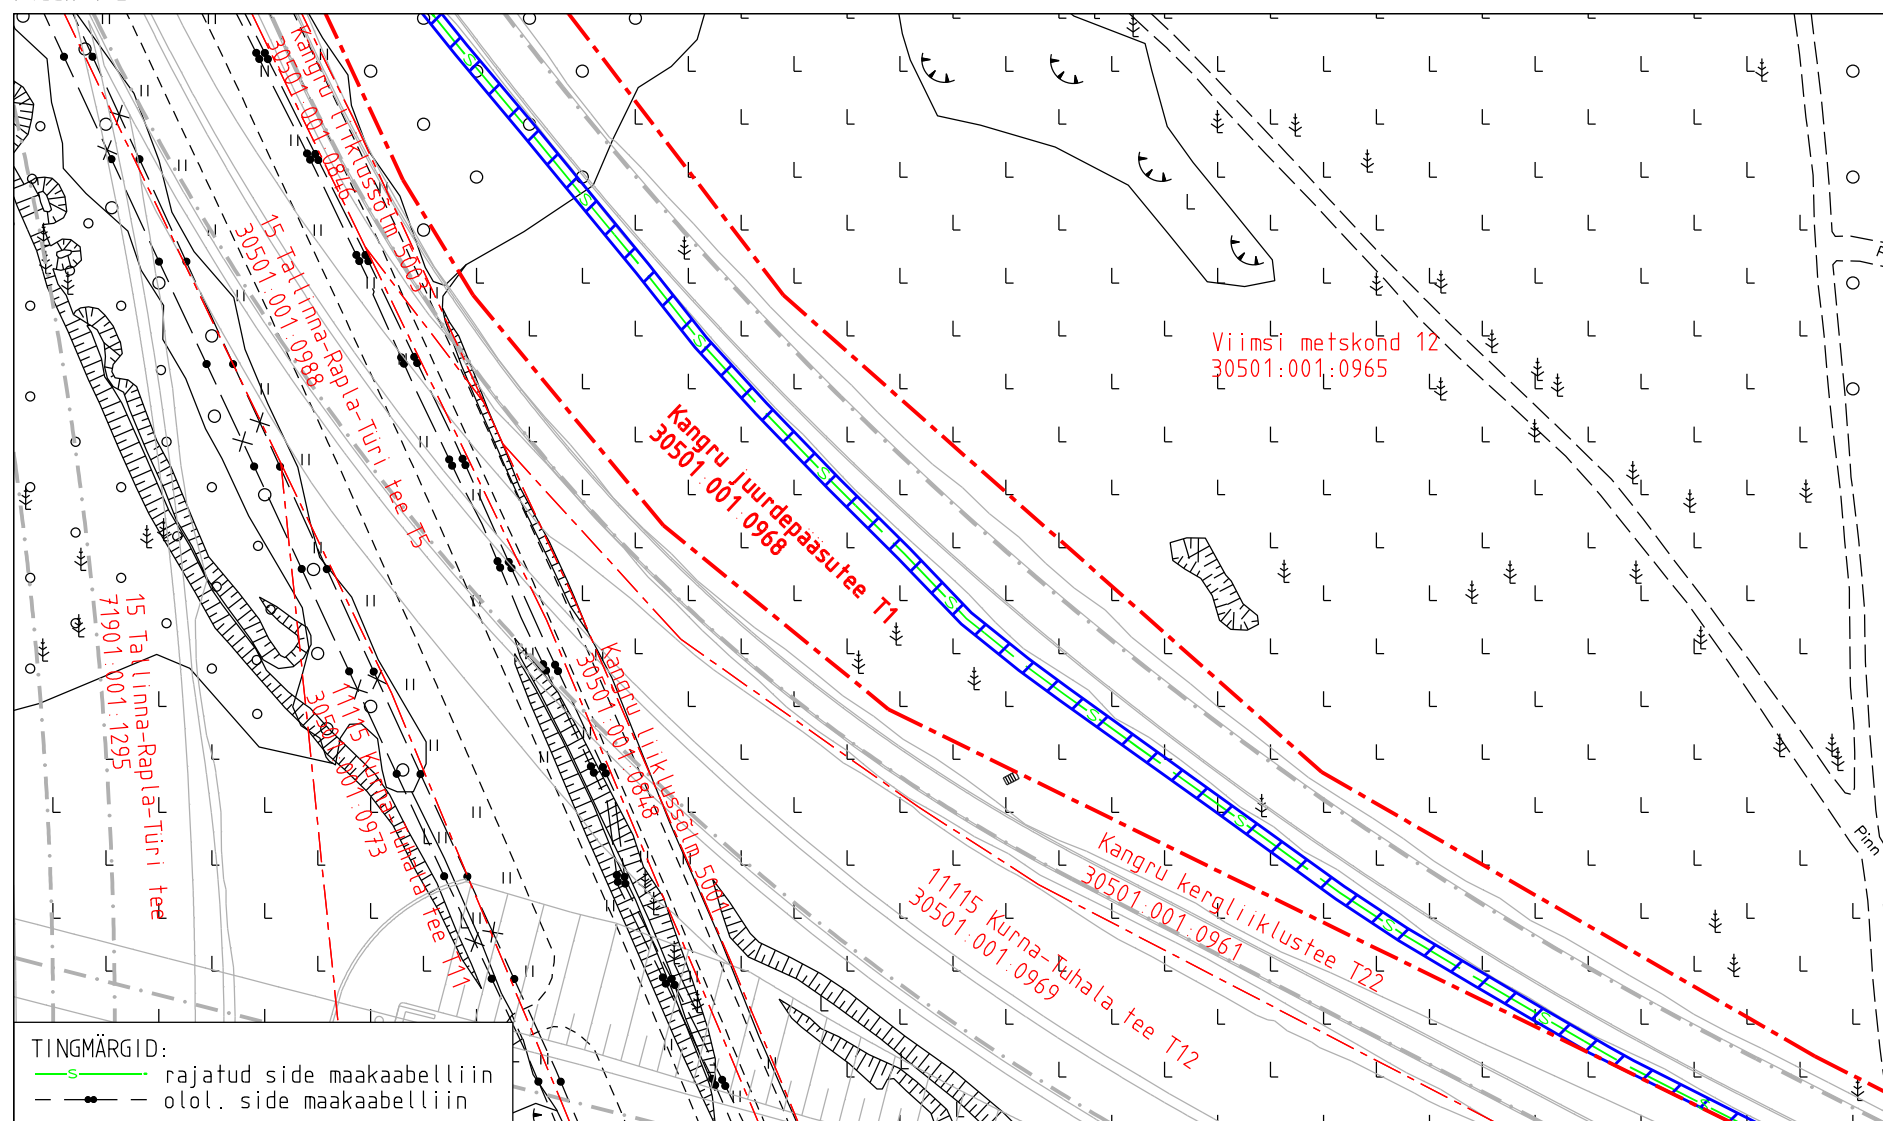 Kangru liiklussõlm 5003
30501:001:0846
15 Tallinna-Rapla-Türi tee T5
30501:001:0988
Viimsi metskond 12
30501:001:0965
Kangru juurdepääsutee T1
30501:001:0968
15 Tallinna-Rapla-Türi tee
71901:001:1295
11115 Kurna-Tuhala tee T11
30501:001:0973
Kangru liiklussõlm 5004
30501:001:0848
Kangru kergliiklustee T22
30501:001:0961
11115 Kurna-Tuhala tee T12
30501:001:0969
Pinn
TINGMÄRGID:
rajatud side maakaabelliin
olol. side maakaabelliin